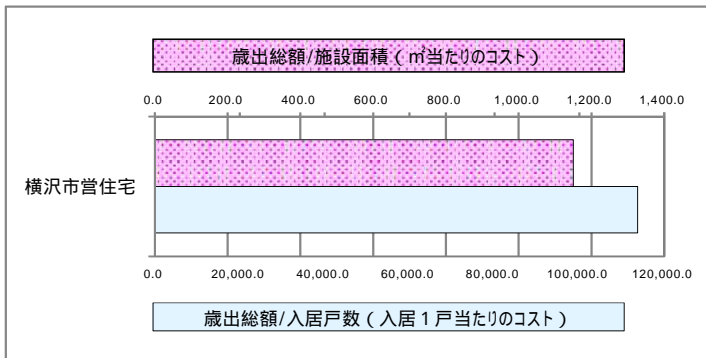 歳出総額/施設面積（㎡当たりのコスト）
0.0 200.0 400.0 600.0 800.0 1,000.0 1,200.0 1,400.0
横沢市営住宅
0.0 20,000.0 40,000.0 60,000.0 80,000.0 100,000.0 120,000.0
歳出総額/入居戸数（入居１戸当たりのコスト）